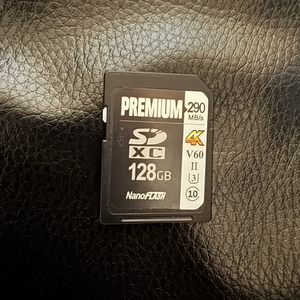 PREMIUM
290
MB/s
SD
XC
4K
V60
II
3
128GB
NanoFLASH
10